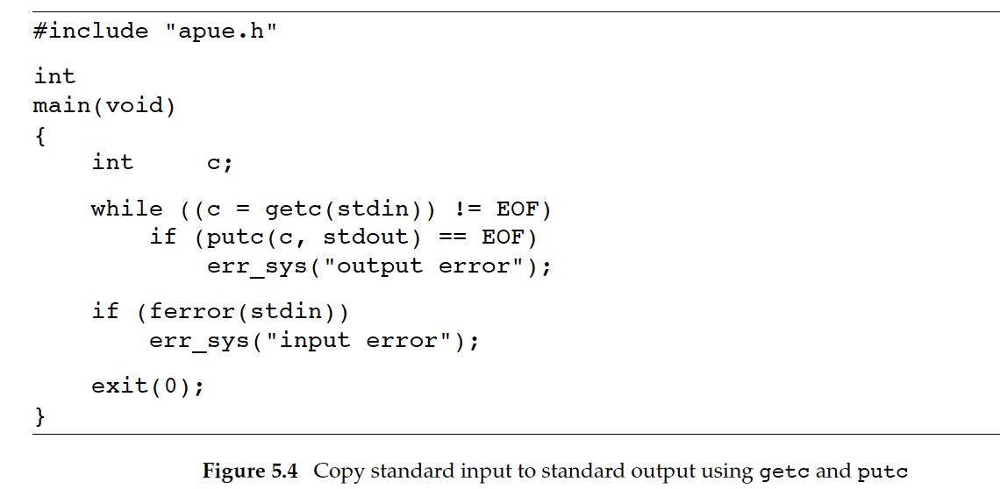 #include "apue.h"
int
main(void)
{
    int     c;
    while ((c = getc(stdin)) != EOF)
        if (putc(c, stdout) == EOF)
            err_sys("output error");
    if (ferror(stdin))
        err_sys("input error");
    exit(0);
}
Figure 5.4 Copy standard input to standard output using getc and putc